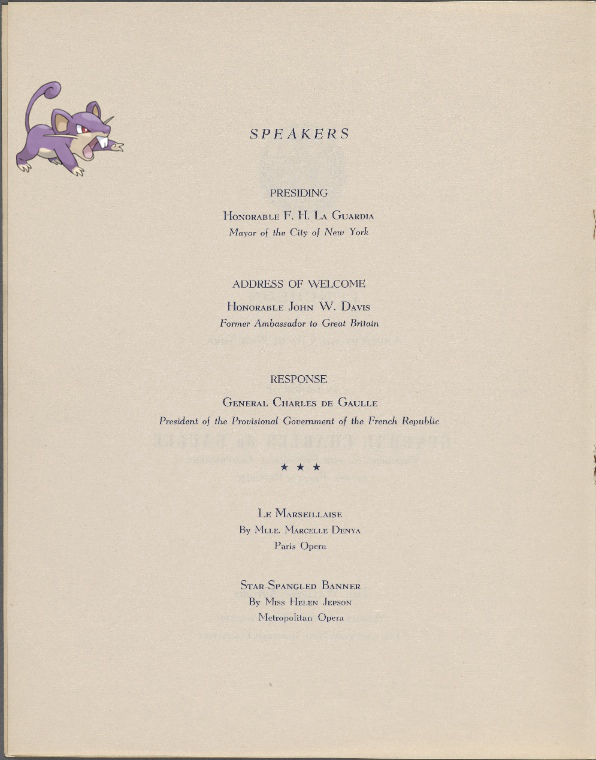 SPEAKERS
PRESIDING
Honorable F. H. La Guardia
Mayor of the City of New York
ADDRESS OF WELCOME
Honorable John W. Davis
Former Ambassador to Great Britain
RESPONSE
General Charles de Gaulle
President of the Provisional Government of the French Republic
★ ★ ★
Le Marseillaise
By Mlle. Marcelle Denya
Paris Opera
Star Spangled Banner
By Miss Helen Jepson
Metropolitan Opera